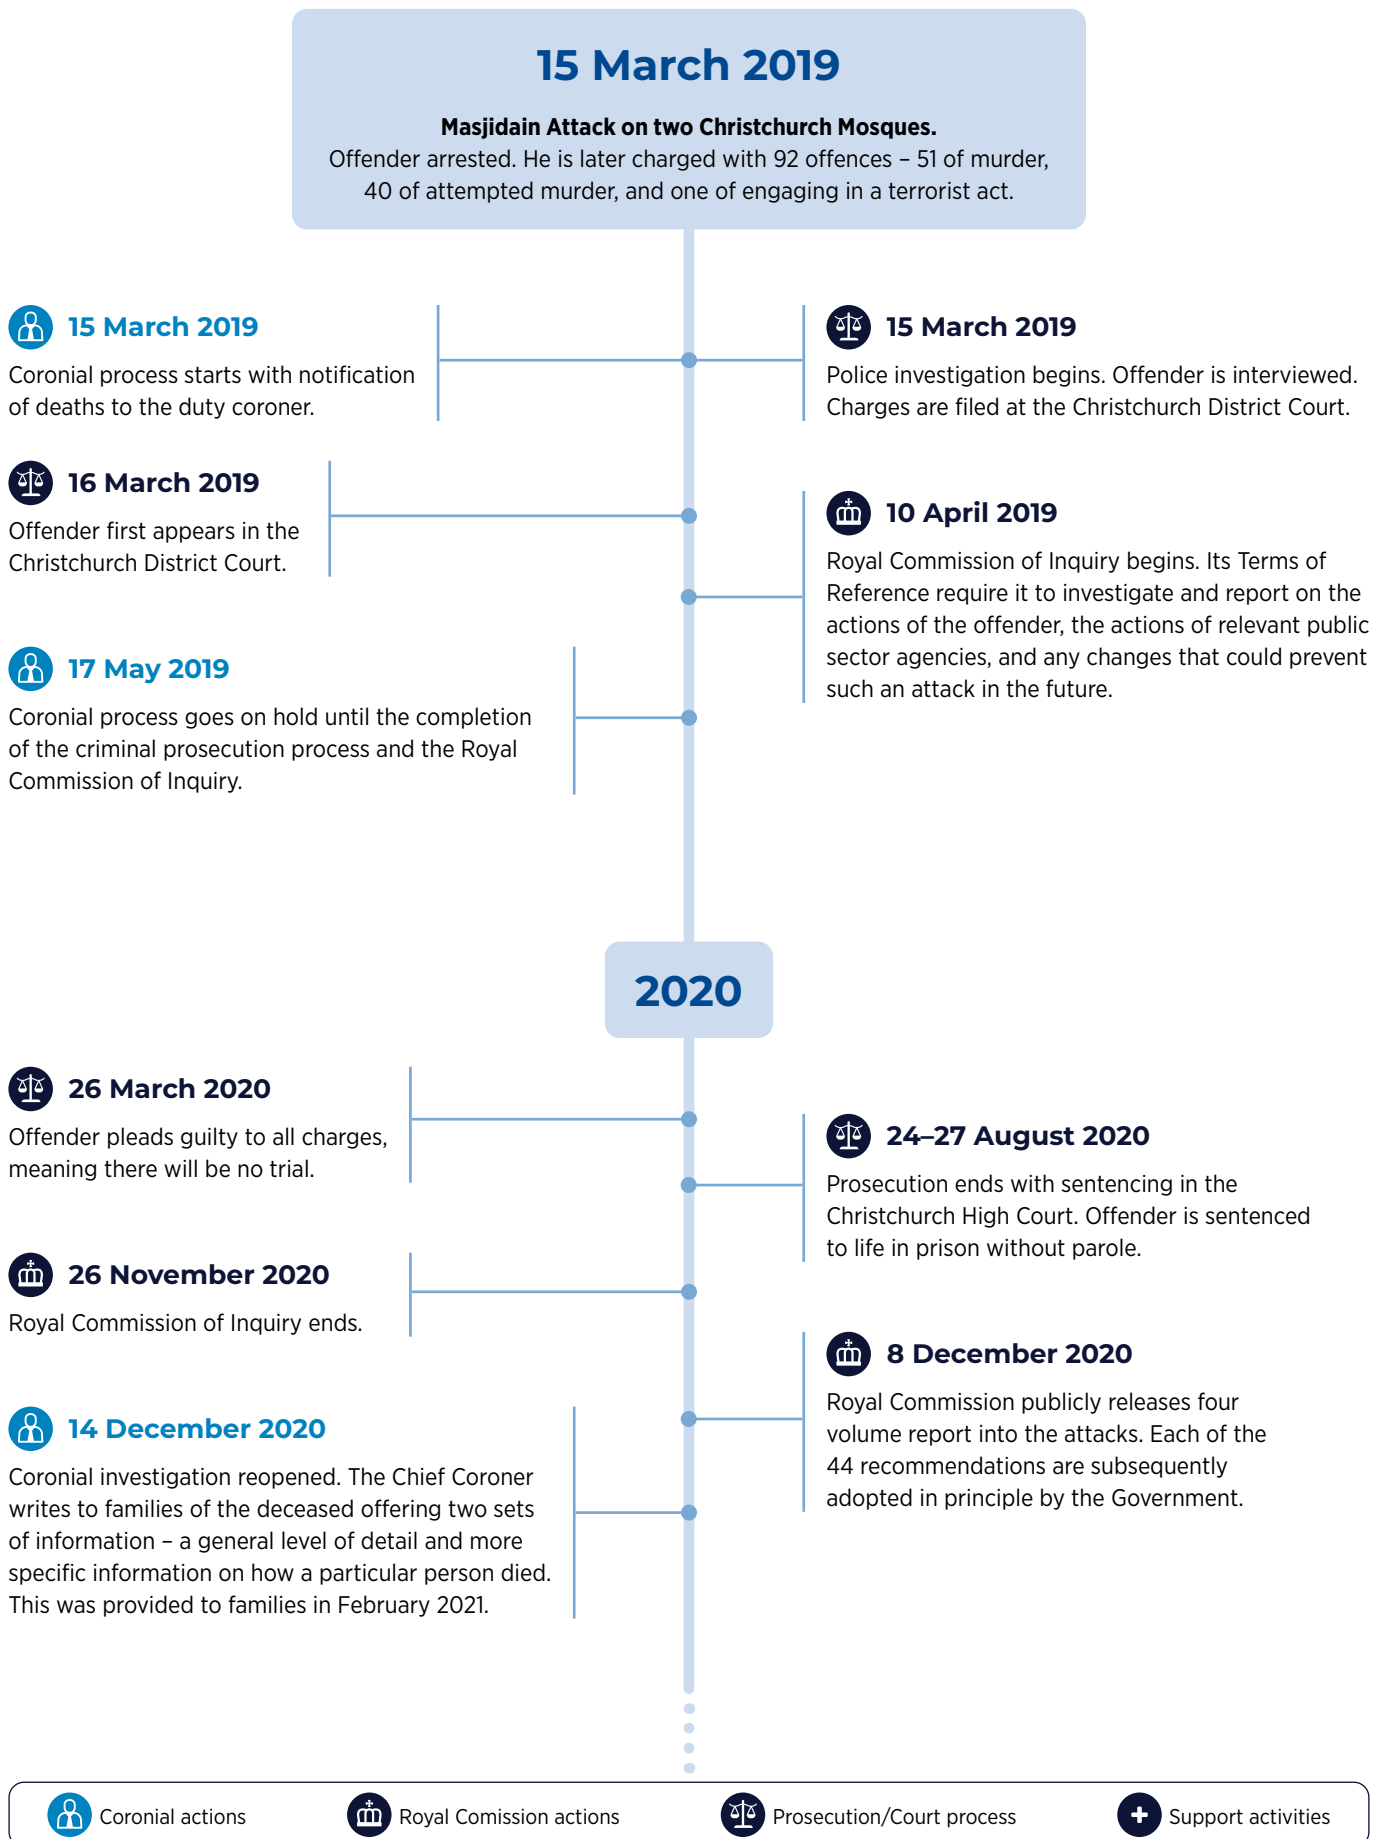 15 March 2019
Masjidain Attack on two Christchurch Mosques.
Offender arrested. He is later charged with 92 offences – 51 of murder,
40 of attempted murder, and one of engaging in a terrorist act.
15 March 2019
Coronial process starts with notification
of deaths to the duty coroner.
15 March 2019
Police investigation begins. Offender is interviewed.
Charges are filed at the Christchurch District Court.
16 March 2019
Offender first appears in the
Christchurch District Court.
10 April 2019
Royal Commission of Inquiry begins. Its Terms of
Reference require it to investigate and report on the
actions of the offender, the actions of relevant public
sector agencies, and any changes that could prevent
such an attack in the future.
17 May 2019
Coronial process goes on hold until the completion
of the criminal prosecution process and the Royal
Commission of Inquiry.
2020
26 March 2020
Offender pleads guilty to all charges,
meaning there will be no trial.
24–27 August 2020
Prosecution ends with sentencing in the
Christchurch High Court. Offender is sentenced
to life in prison without parole.
26 November 2020
Royal Commission of Inquiry ends.
8 December 2020
Royal Commission publicly releases four
volume report into the attacks. Each of the
44 recommendations are subsequently
adopted in principle by the Government.
14 December 2020
Coronial investigation reopened. The Chief Coroner
writes to families of the deceased offering two sets
of information – a general level of detail and more
specific information on how a particular person died.
This was provided to families in February 2021.
Coronial actions
Royal Comission actions
Prosecution/Court process
Support activities